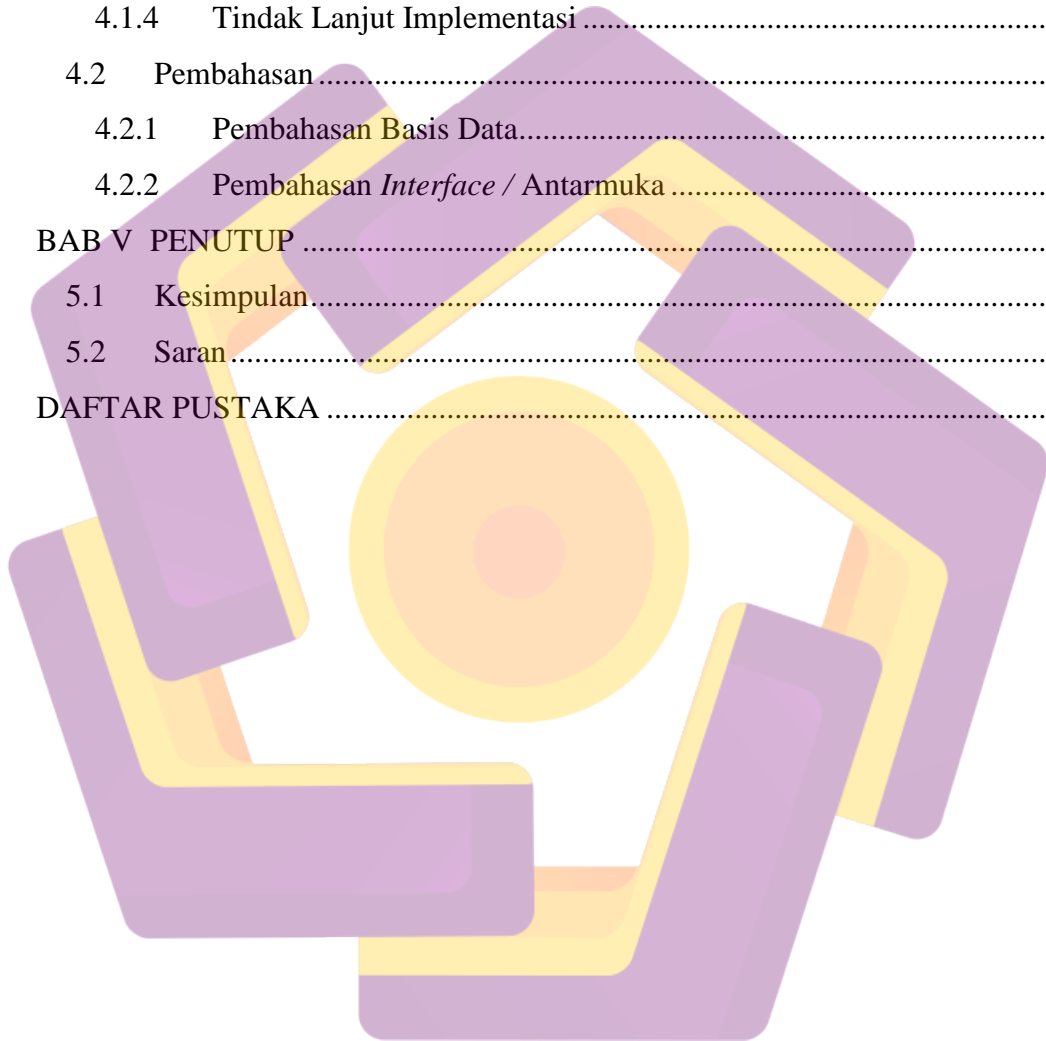 4.1.4 Tindak Lanjut Implementasi ................................................................
4.2 Pembahasan ................................................................
4.2.1 Pembahasan Basis Data ................................................................
4.2.2 Pembahasan Interface / Antarmuka ................................................................
BAB V PENUTUP ................................................................
5.1 Kesimpulan ................................................................
5.2 Saran ................................................................
DAFTAR PUSTAKA ................................................................